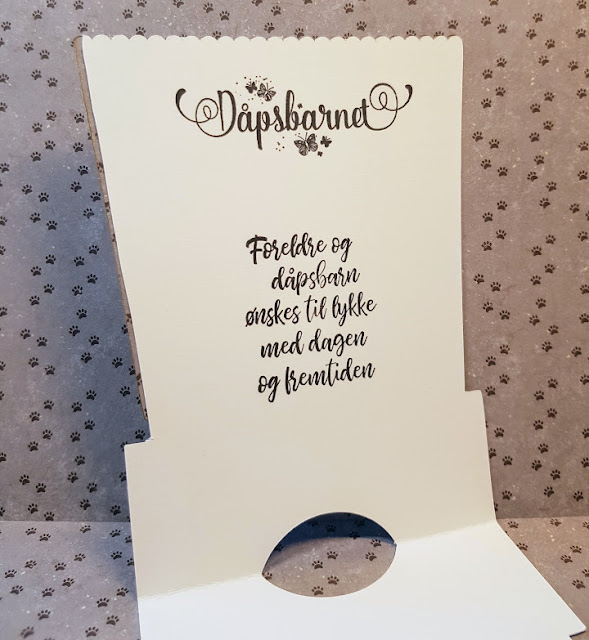 Dåpsbarnet
Foreldre og
dåpsbarn
ønskes til lykke
med dagen
og fremtiden